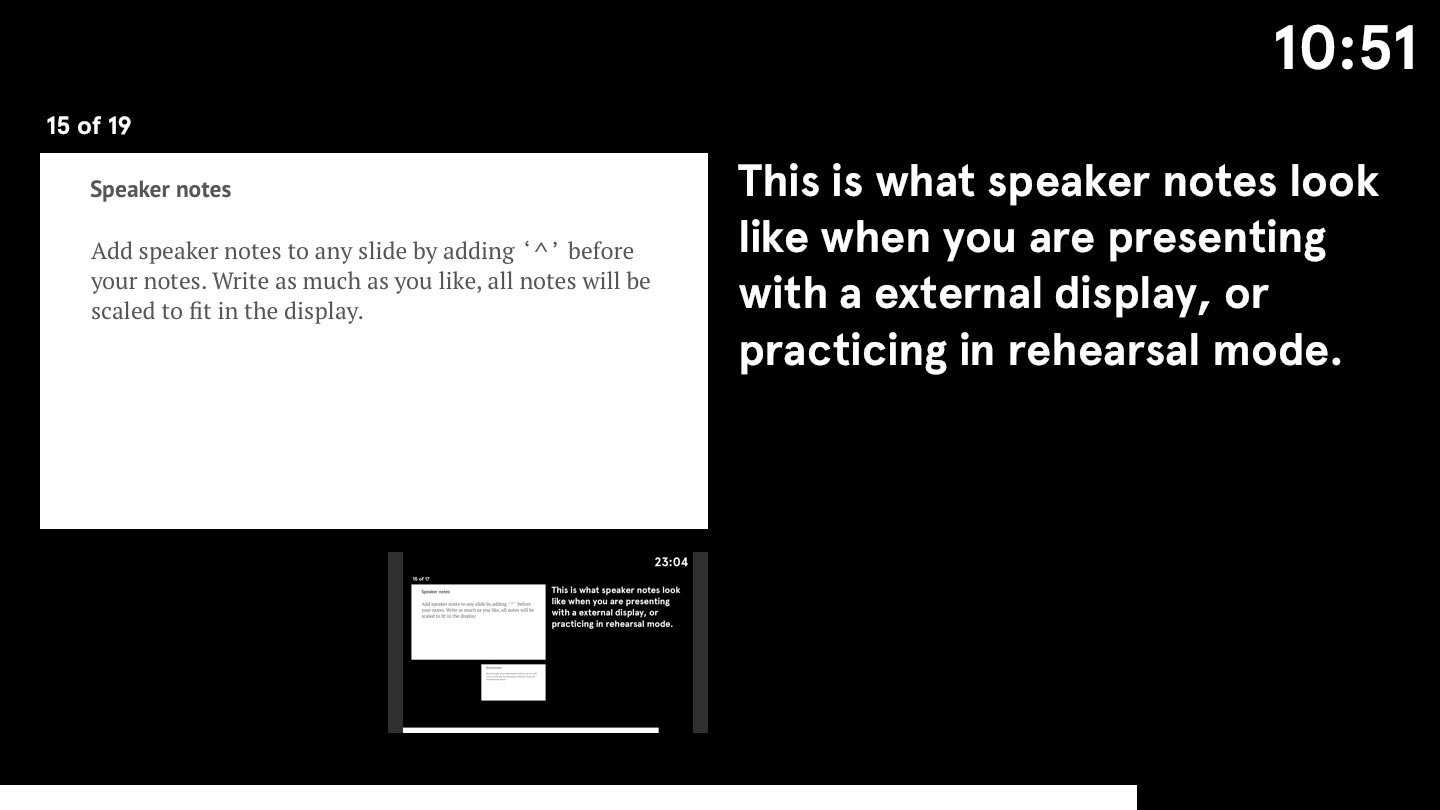 10:51
15 of 19
Speaker notes
Add speaker notes to any slide by adding ‘^’ before
your notes. Write as much as you like, all notes will be
scaled to fit in the display.
This is what speaker notes look
like when you are presenting
with a external display, or
practicing in rehearsal mode.
23:04
15 of 17
Speaker notes
Add speaker notes to any slide by adding ‘^’ before
your notes. Write as much as you like, all notes will be
scaled to fit in the display.
This is what speaker notes look
like when you are presenting
with a external display, or
practicing in rehearsal mode.